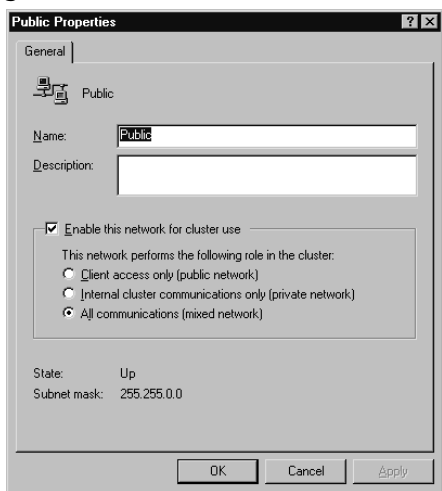 Public Properties
General
Public
Name: Public
Description:
Enable this network for cluster use
This network performs the following role in the cluster:
Client access only (public network)
Internal cluster communications only (private network)
All communications (mixed network)
State: Up
Subnet mask: 255.255.0.0
OK Cancel Apply